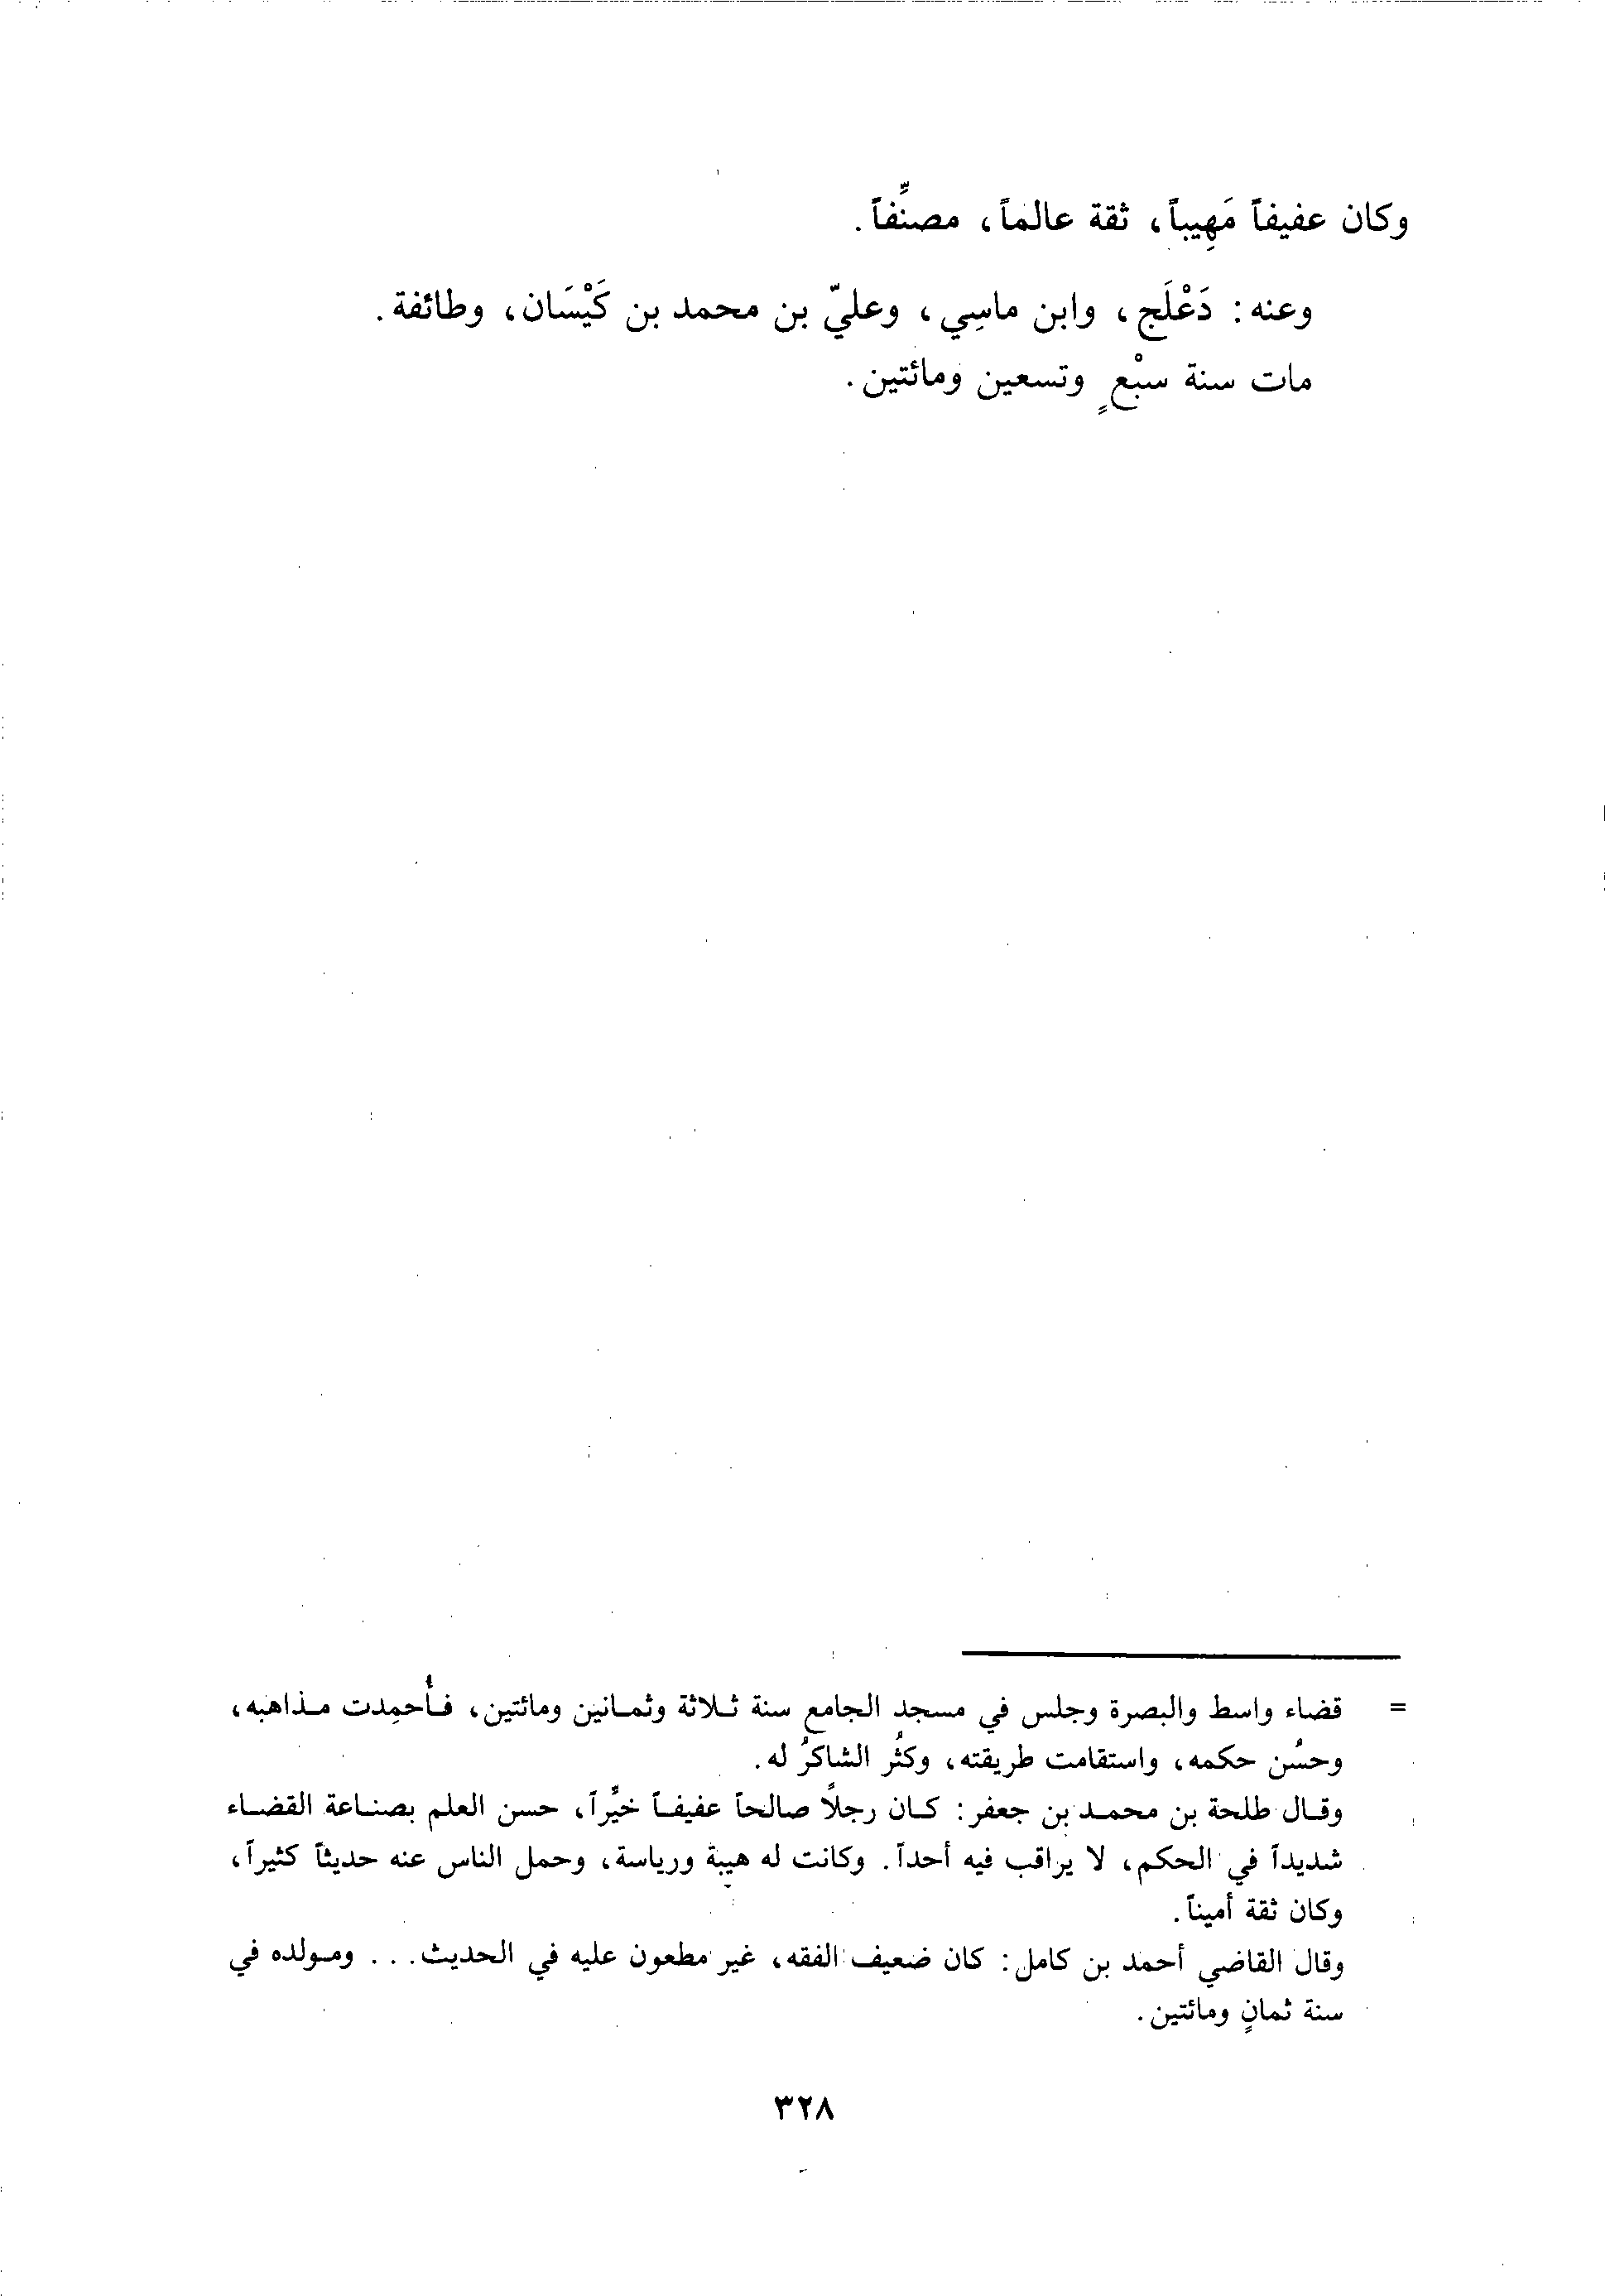 وكان عفيفاً مَهِيباً، ثقة عالماً، مصنِّفاً.
وعنه: دَعْلَج، وابن ماسِي، وعليّ بن محمد بن كَيْسَان، وطائفة.
مات سنة سبْعٍ وتسعين ومائتين.
= قضاء واسط والبصرة وجلس في مسجد الجامع سنة ثلاثة وثمانين ومائتين، فأُحمِدت مذاهبه،
وحسُن حكمه، واستقامت طريقته، وكثُر الشاكرُ له.
وقال طلحة بن محمد بن جعفر: كان رجلاً صالحاً عفيفاً خيِّراً، حسن العلم بصناعة القضاء
شديداً في الحكم، لا يراقب فيه أحداً. وكانت له هيبة ورياسة، وحمل الناس عنه حديثاً كثيراً،
وكان ثقة أميناً.
وقال القاضي أحمد بن كامل: كان ضعيف الفقه، غير مطعون عليه في الحديث... ومولده في
سنة ثمانٍ ومائتين.
٣٢٨